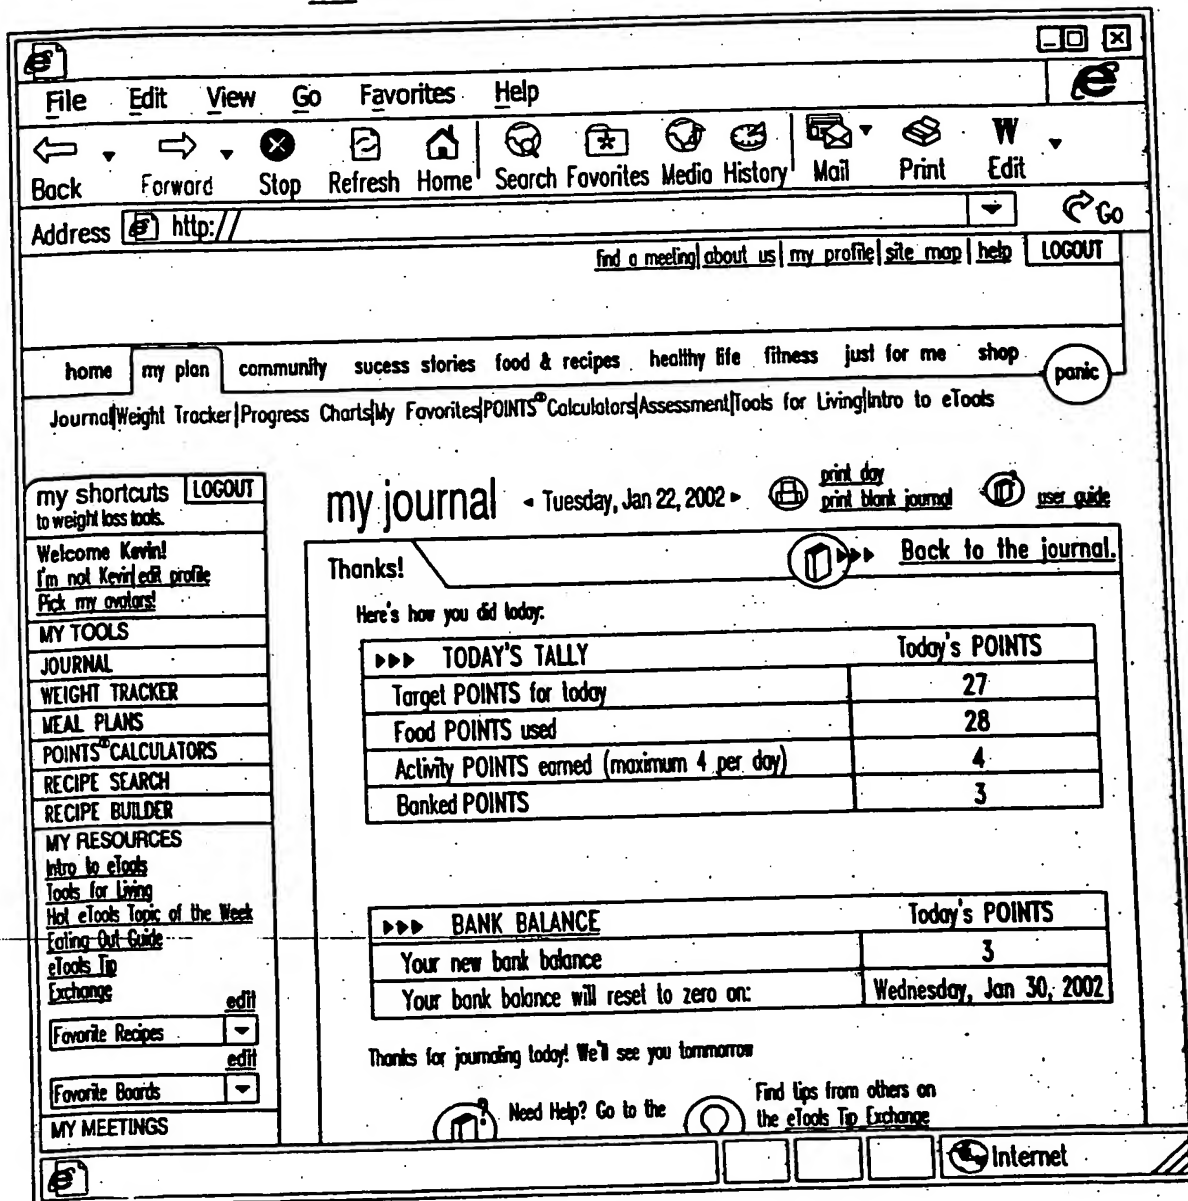 File Edit View Go Favorites Help
Back Forward Stop Refresh Home Search Favorites Media History Mail Print Edit
Address http:// Go
find a meeting|about us|my profile|site map|help LOGOUT
home my plan community sucess stories food & recipes healthy life fitness just for me shop panic
Journal|Weight Tracker|Progress Charts|My Favorites|POINTS® Calculators|Assessment|Tools for Living|Intro to eTools
my shortcuts LOGOUT
to weight loss tools.
Welcome Kevin!
I'm not Kevin|edit profile
Pick my avatars!
MY TOOLS
JOURNAL
WEIGHT TRACKER
MEAL PLANS
POINTS® CALCULATORS
RECIPE SEARCH
RECIPE BUILDER
MY RESOURCES
Intro to eTools
Tools for Living
Hot eTools Topic of the Week
Eating Out Guide
eTools Tip
Exchange
edit
Favorite Recipes
edit
Favorite Boards
MY MEETINGS
my journal Tuesday, Jan 22, 2002
print day
print blank journal
user guide
Thanks!
Back to the journal.
Here's how you did today:
TODAY'S TALLY Today's POINTS
Target POINTS for today 27
Food POINTS used 28
Activity POINTS earned (maximum 4 per day) 4
Banked POINTS 3
BANK BALANCE Today's POINTS
Your new bank balance 3
Your bank balance will reset to zero on: Wednesday, Jan 30, 2002
Thanks for journaling today! We'll see you tommorrow
Need Help? Go to the
Find tips from others on
the eTools Tip Exchange
Internet